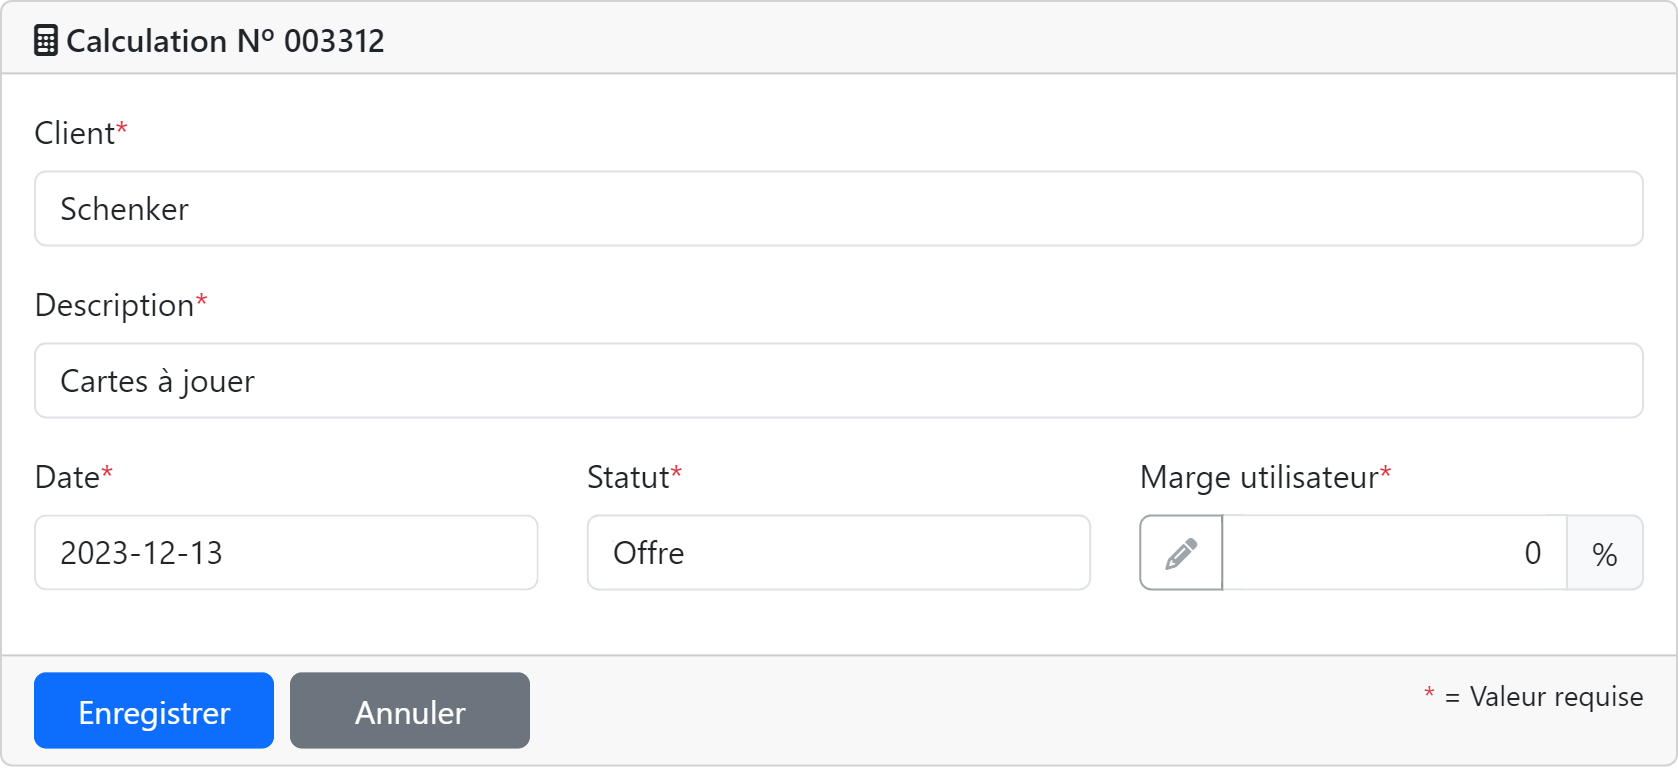 Calculation Nº 003312
Client*
Schenker
Description*
Cartes à jouer
Date* Statut* Marge utilisateur*
2023-12-13 Offre 0 %
Enregistrer Annuler * = Valeur requise